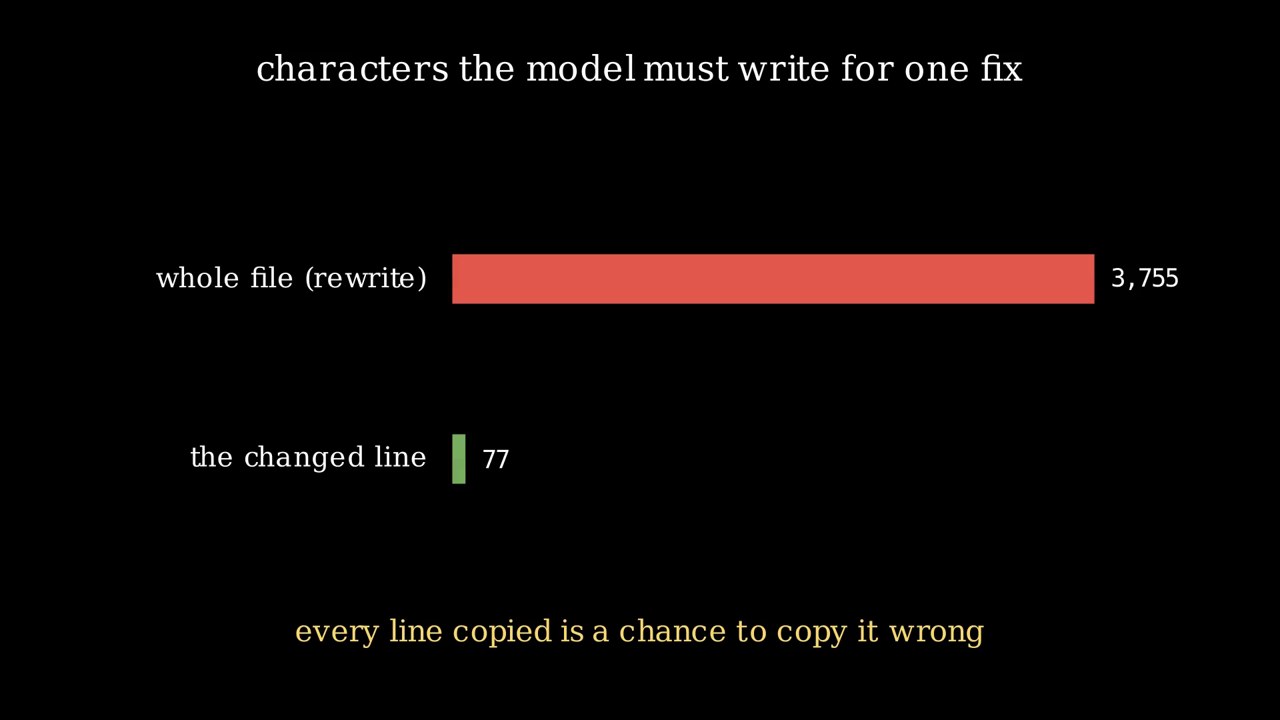 characters the model must write for one fix
whole file (rewrite) 3,755
the changed line 77
every line copied is a chance to copy it wrong